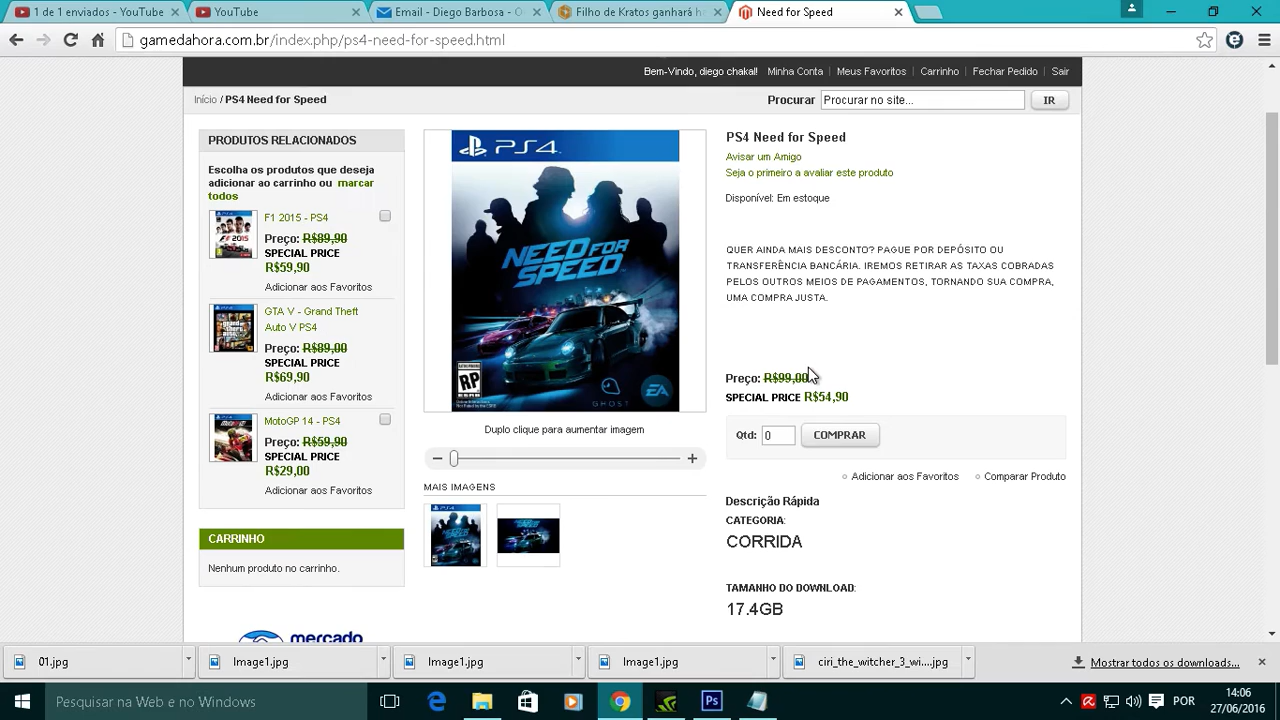 1 de 1 enviados - YouT
YouTube
Email - Diego Barbosa - O
Filho de Kratos ganhará h
Need for Speed
gamedahora.com.br/index.php/ps4-need-for-speed.html
Bem-Vindo, diego chakal! Minha Conta Meus Favoritos Carrinho Fechar Pedido Sair
Início / PS4 Need for Speed
Procurar Procurar no site... IR
PRODUTOS RELACIONADOS
Escolha os produtos que deseja
adicionar ao carrinho ou marcar
todos
F1 2015 - PS4
Preço: R$89,90
SPECIAL PRICE
R$59,90
Adicionar aos Favoritos
GTA V - Grand Theft
Auto V PS4
Preço: R$89,00
SPECIAL PRICE
R$69,90
Adicionar aos Favoritos
MotoGP 14 - PS4
Preço: R$59,90
SPECIAL PRICE
R$29,00
Adicionar aos Favoritos
CARRINHO
Nenhum produto no carrinho.
mercado
PS4
NEED FOR
SPEED
RP
GHOST
EA
Duplo clique para aumentar imagem
MAIS IMAGENS
PS4 Need for Speed
Avisar um Amigo
Seja o primeiro a avaliar este produto
Disponível: Em estoque
QUER AINDA MAIS DESCONTO? PAGUE POR DEPÓSITO OU
TRANSFERÊNCIA BANCÁRIA. IREMOS RETIRAR AS TAXAS COBRADAS
PELOS OUTROS MEIOS DE PAGAMENTOS, TORNANDO SUA COMPRA,
UMA COMPRA JUSTA.
Preço: R$99,00
SPECIAL PRICE R$54,90
Qtd: 0 COMPRAR
Adicionar aos Favoritos Comparar Produto
Descrição Rápida
CATEGORIA:
CORRIDA
TAMANHO DO DOWNLOAD:
17.4GB
01.jpg
Image1.jpg
Image1.jpg
Image1.jpg
ciri_the_witcher_3_wi....jpg
Mostrar todos os downloads...
Pesquisar na Web e no Windows
POR
14:06
27/06/2016